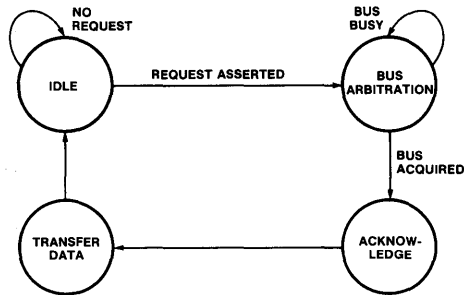 NO
REQUEST
BUS
BUSY
IDLE
REQUEST ASSERTED
BUS
ARBITRATION
BUS
ACQUIRED
TRANSFER
DATA
ACKNOW-
LEDGE